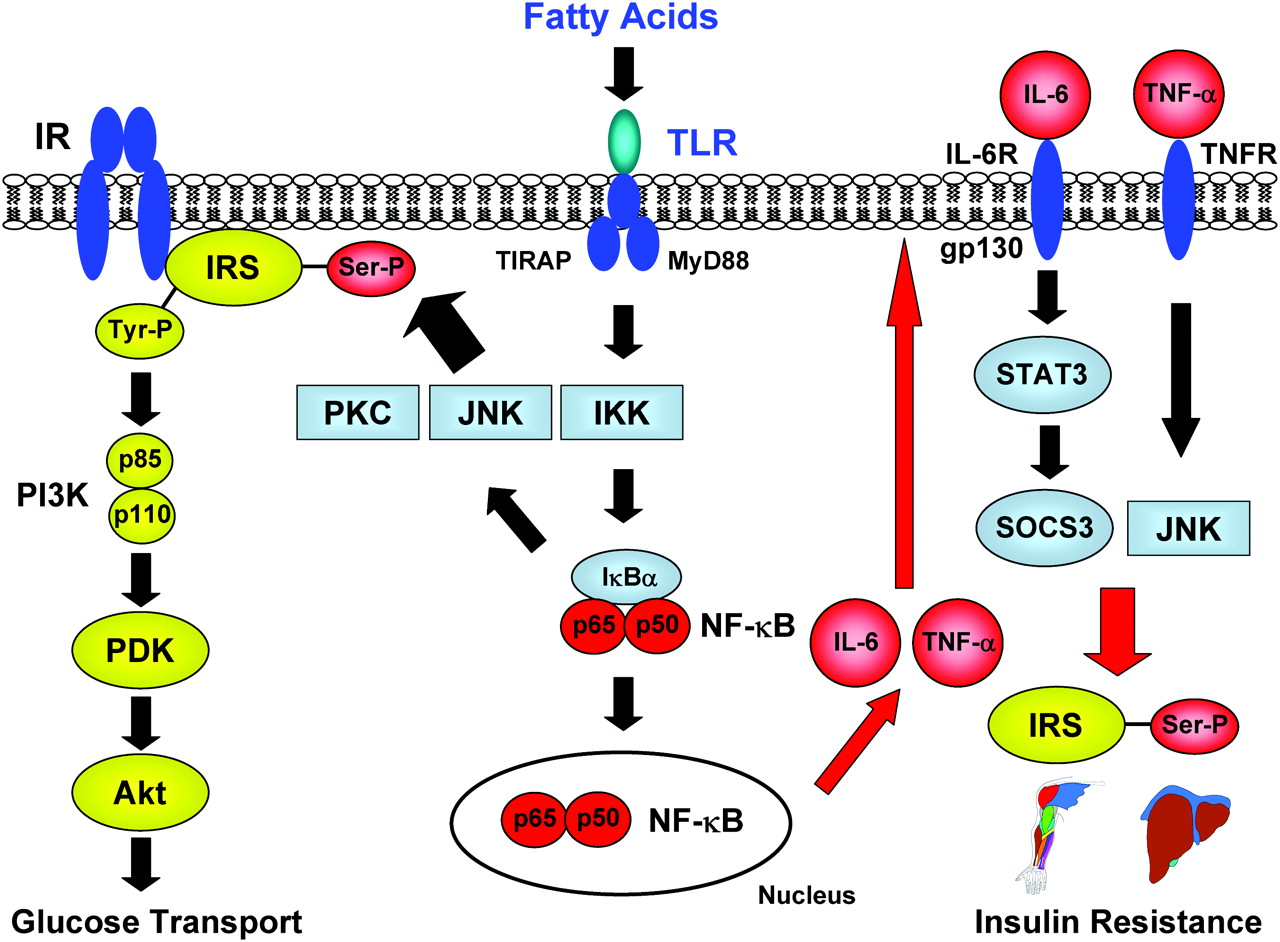 Fatty Acids
IR
TLR
IL-6
TNF-α
IL-6R
TNFR
IRS
Ser-P
TIRAP
MyD88
gp130
Tyr-P
STAT3
PKC
JNK
IKK
p85
PI3K
p110
SOCS3
JNK
IκBα
p65
p50
NF-κB
IL-6
TNF-α
PDK
IRS
Ser-P
Akt
p65
p50
NF-κB
Nucleus
Glucose Transport
Insulin Resistance